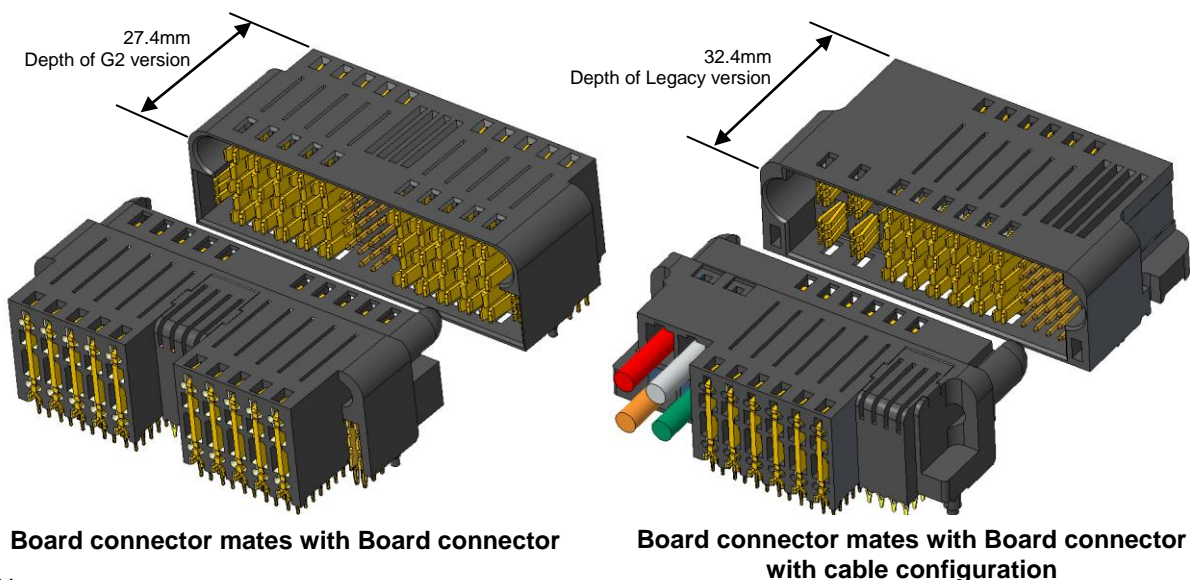 27.4mm
Depth of G2 version
32.4mm
Depth of Legacy version
Board connector mates with Board connector
Board connector mates with Board connector
with cable configuration